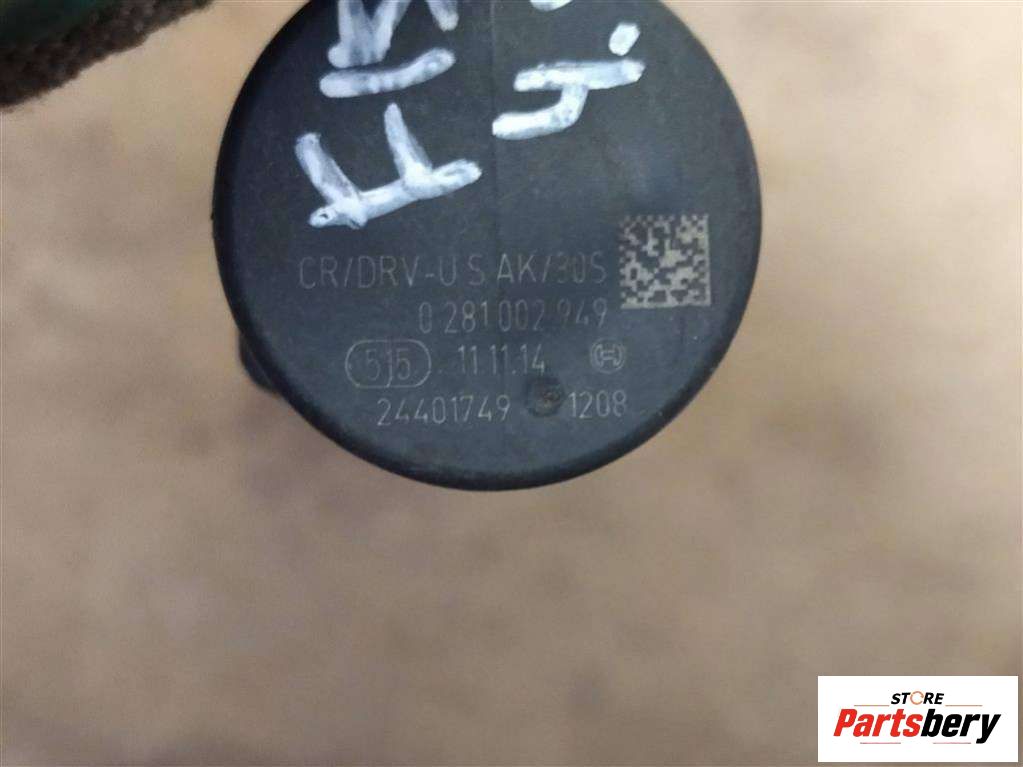 CR/DRV-U S AK/30S
0 281 002 949
515 11.11.14
24401749 1208
STORE
Partsbery